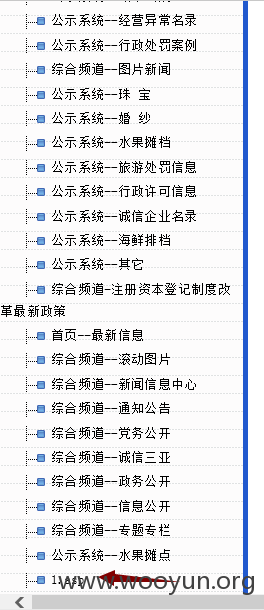 公示系统--经营异常名录
公示系统--行政处罚案例
综合频道--图片新闻
公示系统--珠 宝
公示系统--婚 纱
公示系统--水果摊档
公示系统--旅游处罚信息
公示系统--行政许可信息
公示系统--诚信企业名录
公示系统--海鲜排档
公示系统--其它
综合频道-注册资本登记制度改
革最新政策
首页--最新信息
综合频道--滚动图片
综合频道--新闻信息中心
综合频道--通知公告
综合频道--党务公开
综合频道--诚信三亚
综合频道--政务公开
综合频道--信息公开
综合频道--专题专栏
公示系统--水果摊点
www.wooyun.org